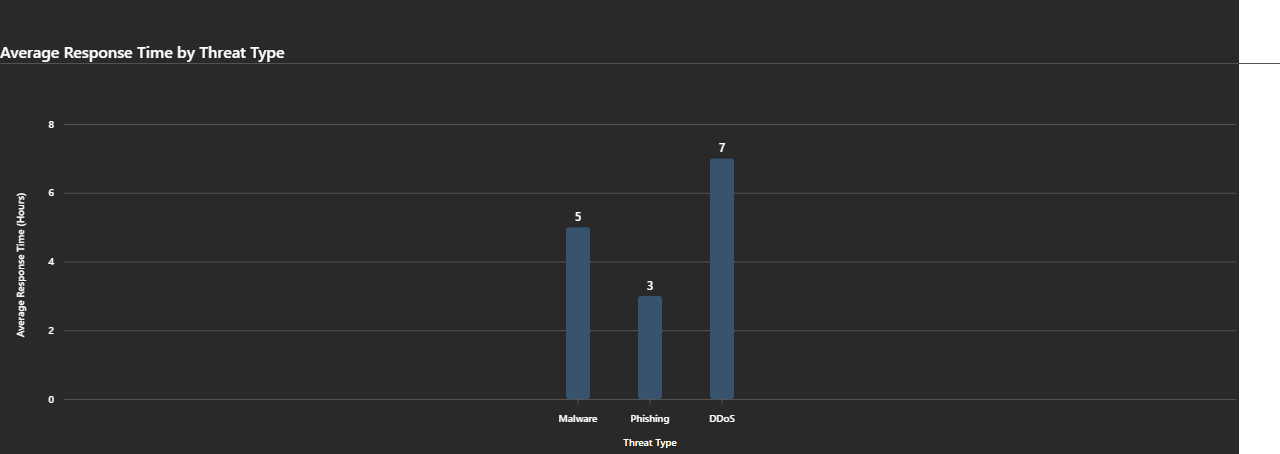 Average Response Time by Threat Type
Average Response Time (Hours)
8
6
4
2
0
5
3
7
Malware
Phishing
DDoS
Threat Type